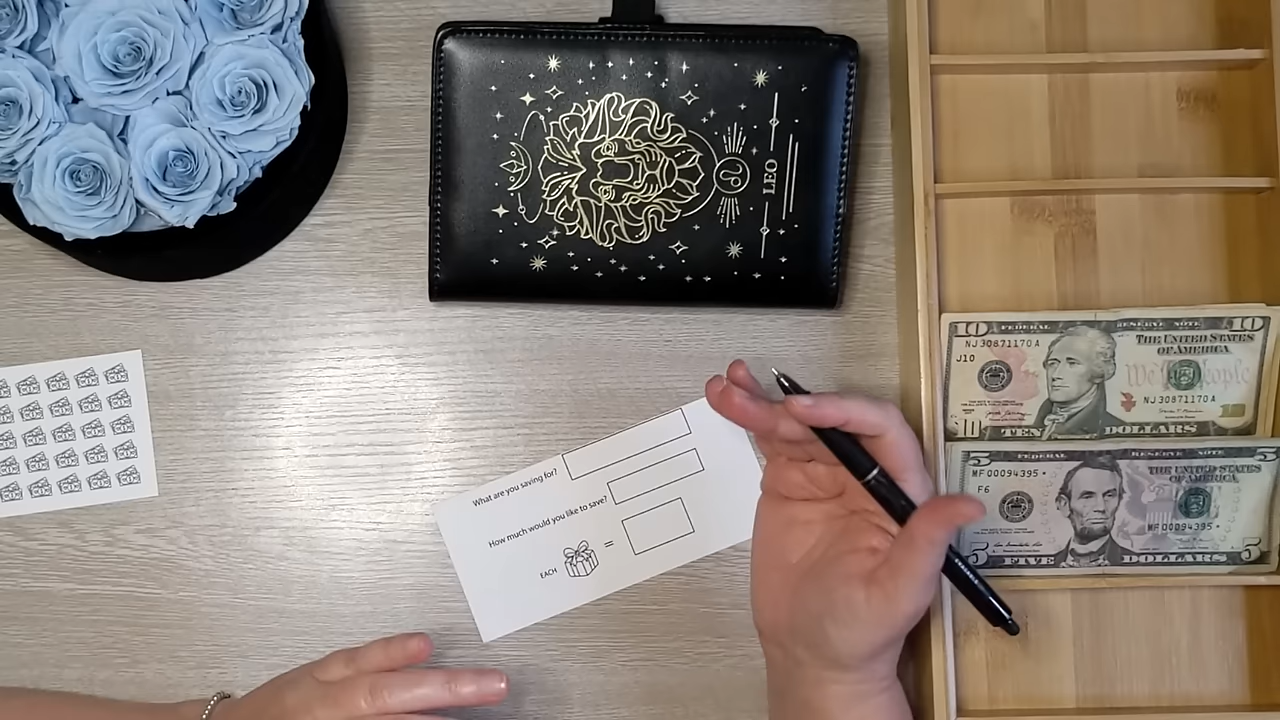 LEO
What are you saving for?
How much would you like to save?
EACH =
10 FEDERAL RESERVE NOTE 10
NJ 30871170 A
THE UNITED STATES
OF AMERICA
J10
We the People
NJ 30871170 A
10 TEN DOLLARS
5 FEDERAL RESERVE NOTE 5
MF 00094395 *
THE UNITED STATES
OF AMERICA
F6
MF 00094395 *
5 FIVE DOLLARS 5